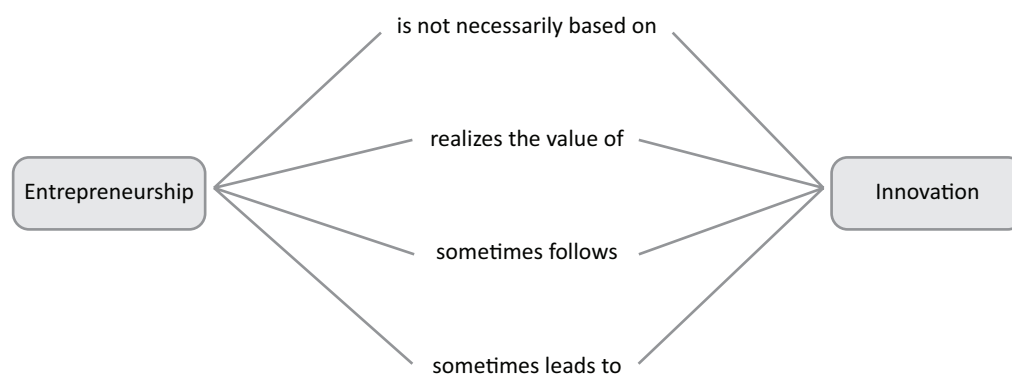 is not necessarily based on
realizes the value of
Entrepreneurship
Innovation
sometimes follows
sometimes leads to